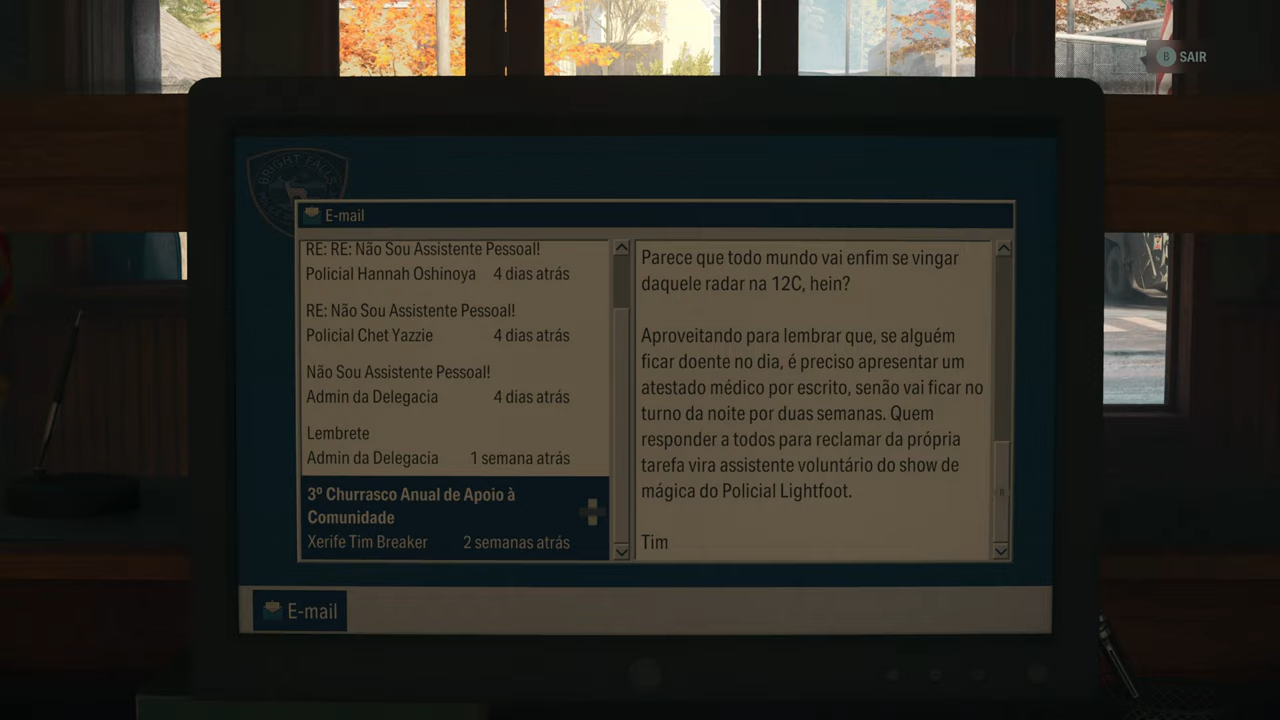 B SAIR
BRIGHT FALLS
E-mail
RE: RE: Não Sou Assistente Pessoal!
Policial Hannah Oshinoya 4 dias atrás
RE: Não Sou Assistente Pessoal!
Policial Chet Yazzie 4 dias atrás
Não Sou Assistente Pessoal!
Admin da Delegacia 4 dias atrás
Lembrete
Admin da Delegacia 1 semana atrás
3º Churrasco Anual de Apoio à
Comunidade
Xerife Tim Breaker 2 semanas atrás
Parece que todo mundo vai enfim se vingar
daquele radar na 12C, hein?
Aproveitando para lembrar que, se alguém
ficar doente no dia, é preciso apresentar um
atestado médico por escrito, senão vai ficar no
turno da noite por duas semanas. Quem
responder a todos para reclamar da própria
tarefa vira assistente voluntário do show de
mágica do Policial Lightfoot.
Tim
E-mail